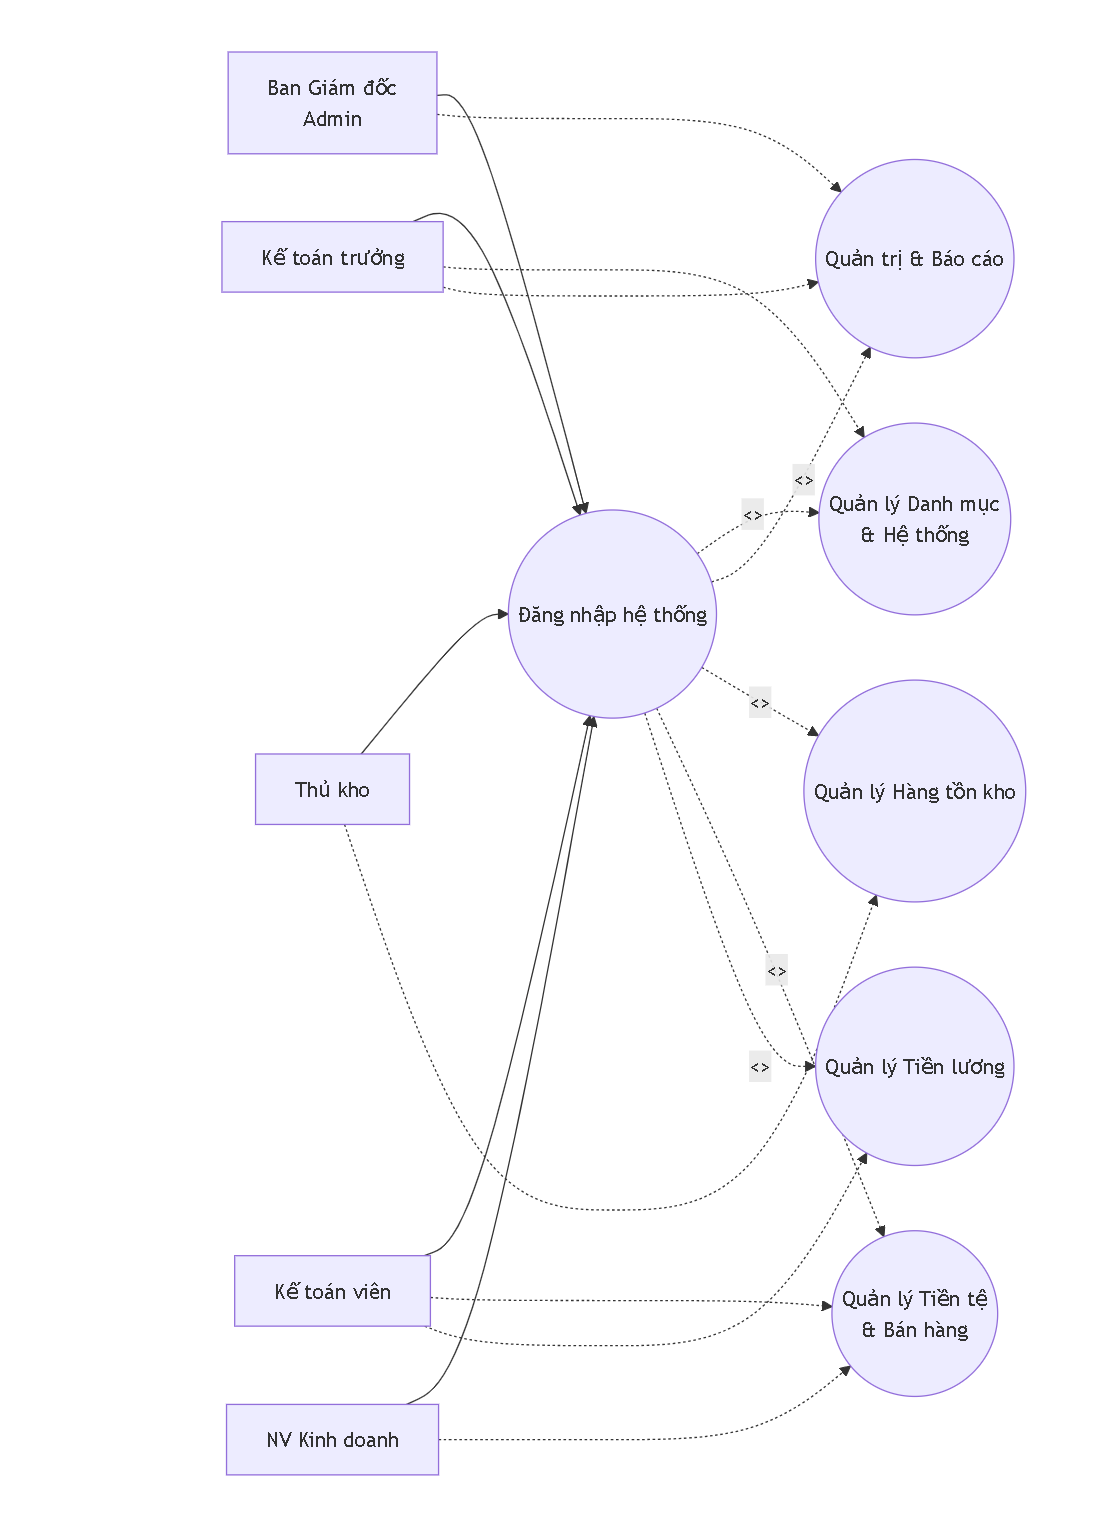 Ban Giám đốc
Admin
Kế toán trưởng
Quản trị & Báo cáo
<>
<>
Quản lý Danh mục
& Hệ thống
Đăng nhập hệ thống
<>
Thủ kho
Quản lý Hàng tồn kho
<>
<>
Quản lý Tiền lương
Kế toán viên
Quản lý Tiền tệ
& Bán hàng
NV Kinh doanh